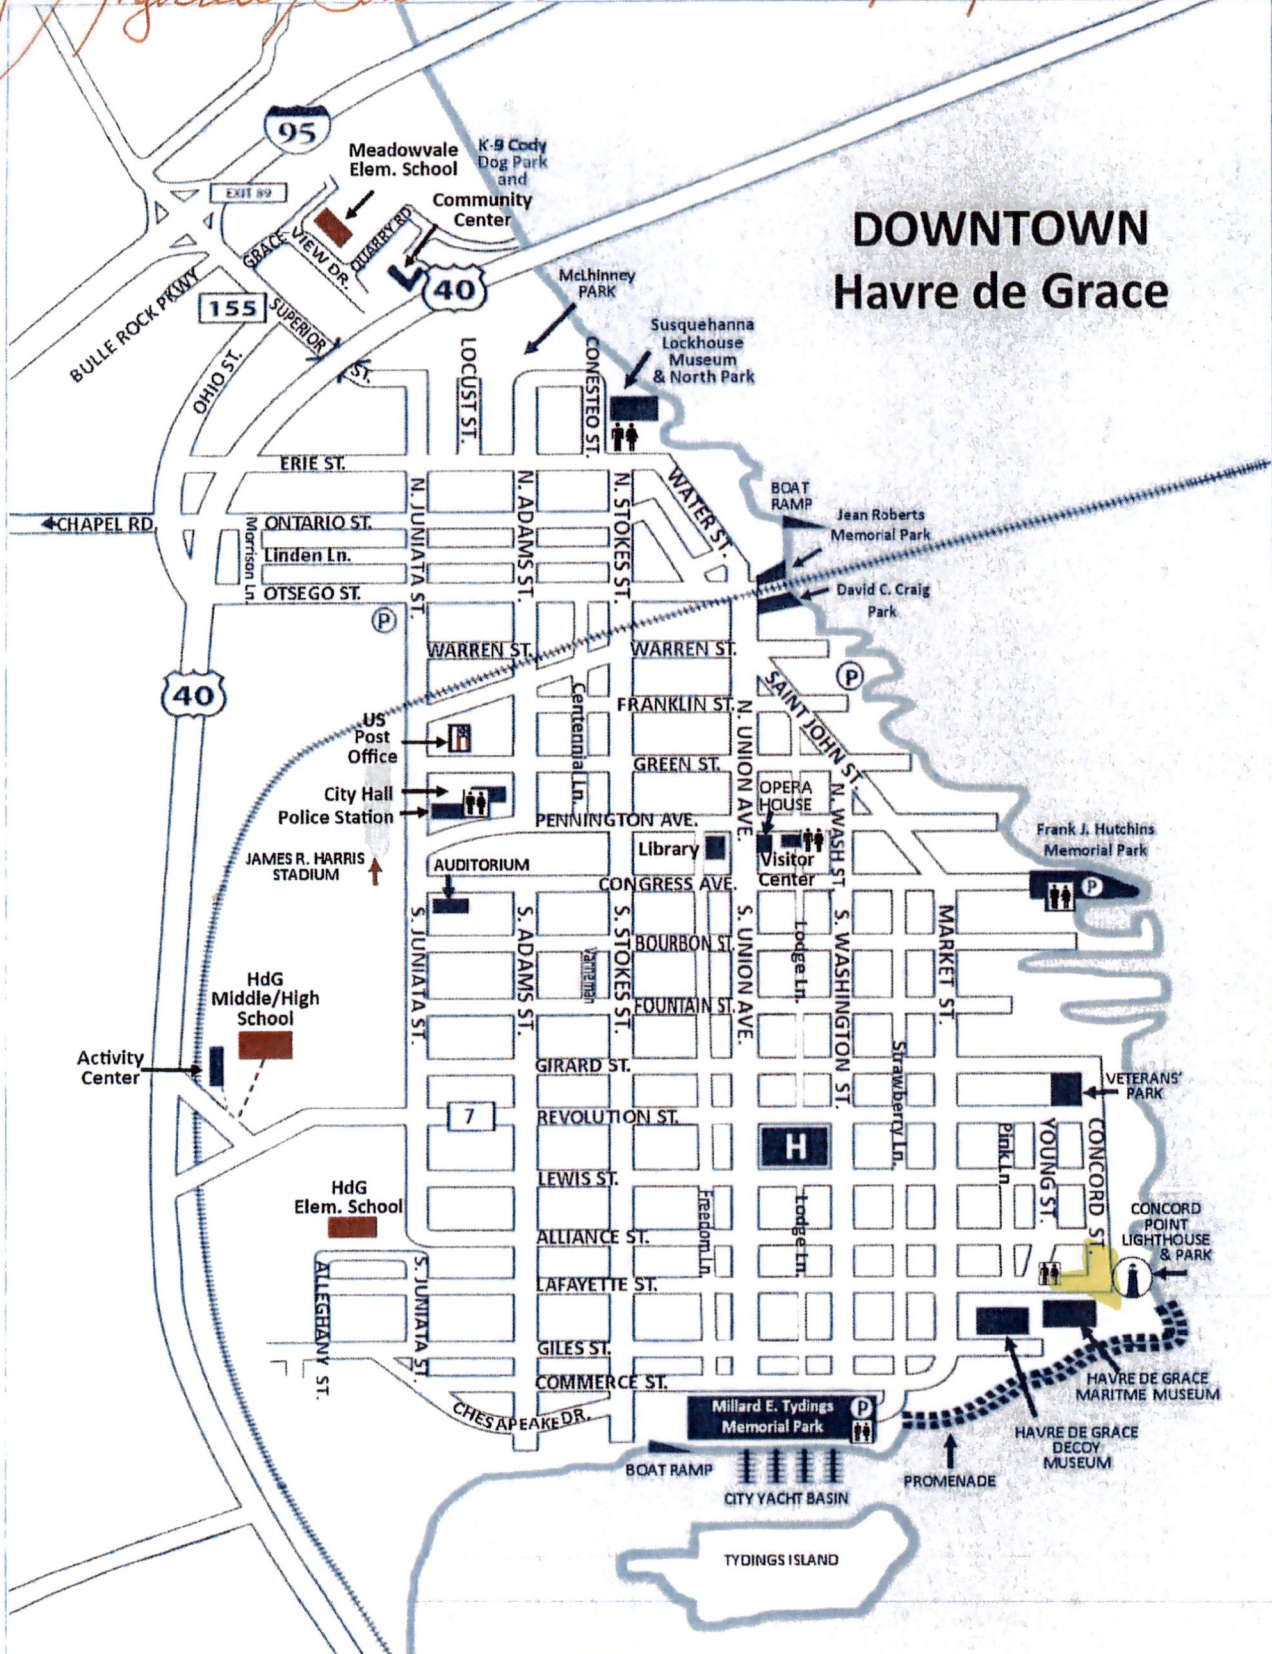 95
EXIT 89
Meadowvale
Elem. School
K-9 Cody
Dog Park
and
Community
Center
DOWNTOWN
Havre de Grace
GRACE
VIEW DR.
QUARRY RD
40
155
BULLE ROCK PKWY
SUPERIOR
ST.
OHIO ST.
McLhinney
PARK
Susquehanna
Lockhouse
Museum
& North Park
LOCUST ST.
CONESTEO ST.
ERIE ST.
WATER ST.
BOAT
RAMP
Jean Roberts
Memorial Park
David C. Craig
Park
CHAPEL RD
Morrison Ln.
ONTARIO ST.
Linden Ln.
OTSEGO ST.
N. JUNIATA ST.
N. ADAMS ST.
N. STOKES ST.
P
WARREN ST.
WARREN ST.
P
40
SAINT JOHN ST.
FRANKLIN ST.
Centennial Ln.
N. UNION AVE.
US
Post
Office
GREEN ST.
City Hall
Police Station
OPERA
HOUSE
N. WASH ST.
PENNINGTON AVE.
Library
Visitor
Center
Frank J. Hutchins
Memorial Park
P
JAMES R. HARRIS
STADIUM
AUDITORIUM
CONGRESS AVE.
S. JUNIATA ST.
S. ADAMS ST.
Varneman
S. STOKES ST.
BOURBON ST.
S. UNION AVE.
Lodge Ln.
S. WASHINGTON ST.
MARKET ST.
FOUNTAIN ST.
HdG
Middle/High
School
Activity
Center
GIRARD ST.
Strawberry Ln.
VETERANS'
PARK
7
REVOLUTION ST.
H
Pink Ln.
YOUNG ST.
CONCORD ST.
LEWIS ST.
HdG
Elem. School
Freedom Ln.
Lodge Ln.
CONCORD
POINT
LIGHTHOUSE
& PARK
ALLIANCE ST.
ALLEGHANY ST.
S. JUNIATA ST.
LAFAYETTE ST.
GILES ST.
COMMERCE ST.
CHESAPEAKE DR.
Millard E. Tydings
Memorial Park
P
HAVRE DE GRACE
MARITME MUSEUM
HAVRE DE GRACE
DECOY
MUSEUM
BOAT RAMP
PROMENADE
CITY YACHT BASIN
TYDINGS ISLAND